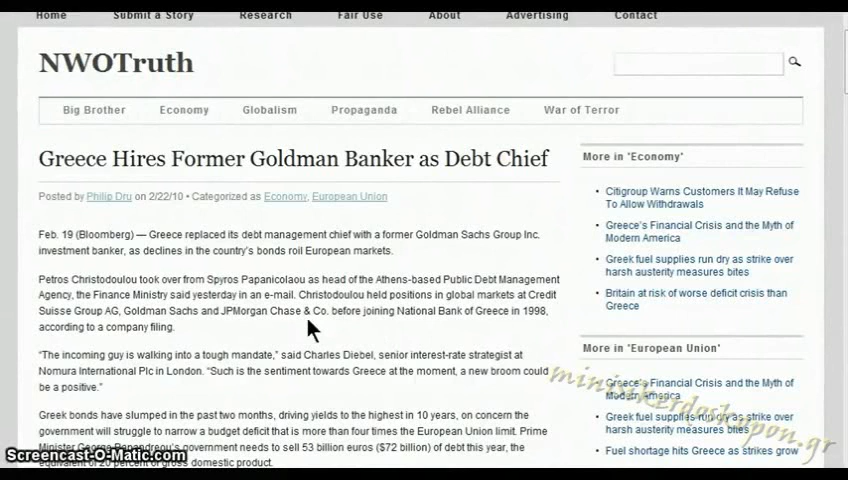 Home Submit a Story Research Fair Use About Advertising Contact
NWOTruth
Big Brother Economy Globalism Propaganda Rebel Alliance War of Terror
Greece Hires Former Goldman Banker as Debt Chief
Posted by Philip Dru on 2/22/10 • Categorized as Economy, European Union
Feb. 19 (Bloomberg) — Greece replaced its debt management chief with a former Goldman Sachs Group Inc.
investment banker, as declines in the country's bonds roil European markets.
Petros Christodoulou took over from Spyros Papanicolaou as head of the Athens-based Public Debt Management
Agency, the Finance Ministry said yesterday in an e-mail. Christodoulou held positions in global markets at Credit
Suisse Group AG, Goldman Sachs and JPMorgan Chase & Co. before joining National Bank of Greece in 1998,
according to a company filing.
“The incoming guy is walking into a tough mandate,” said Charles Diebel, senior interest-rate strategist at
Nomura International Plc in London. “Such is the sentiment towards Greece at the moment, a new broom could
be a positive.”
Greek bonds have slumped in the past two months, driving yields to the highest in 10 years, on concern the
government will struggle to narrow a budget deficit that is more than four times the European Union limit. Prime
Minister George Papandreou's government needs to sell 53 billion euros ($72 billion) of debt this year, the
equivalent of 20 percent of gross domestic product.
More in 'Economy'
Citigroup Warns Customers It May Refuse
To Allow Withdrawals
Greece's Financial Crisis and the Myth of
Modern America
Greek fuel supplies run dry as strike over
harsh austerity measures bites
Britain at risk of worse deficit crisis than
Greece
More in 'European Union'
Greece's Financial Crisis and the Myth of
Modern America
Greek fuel supplies run dry as strike over
harsh austerity measures bites
Fuel shortage hits Greece as strikes grow
Screencast-O-Matic.com